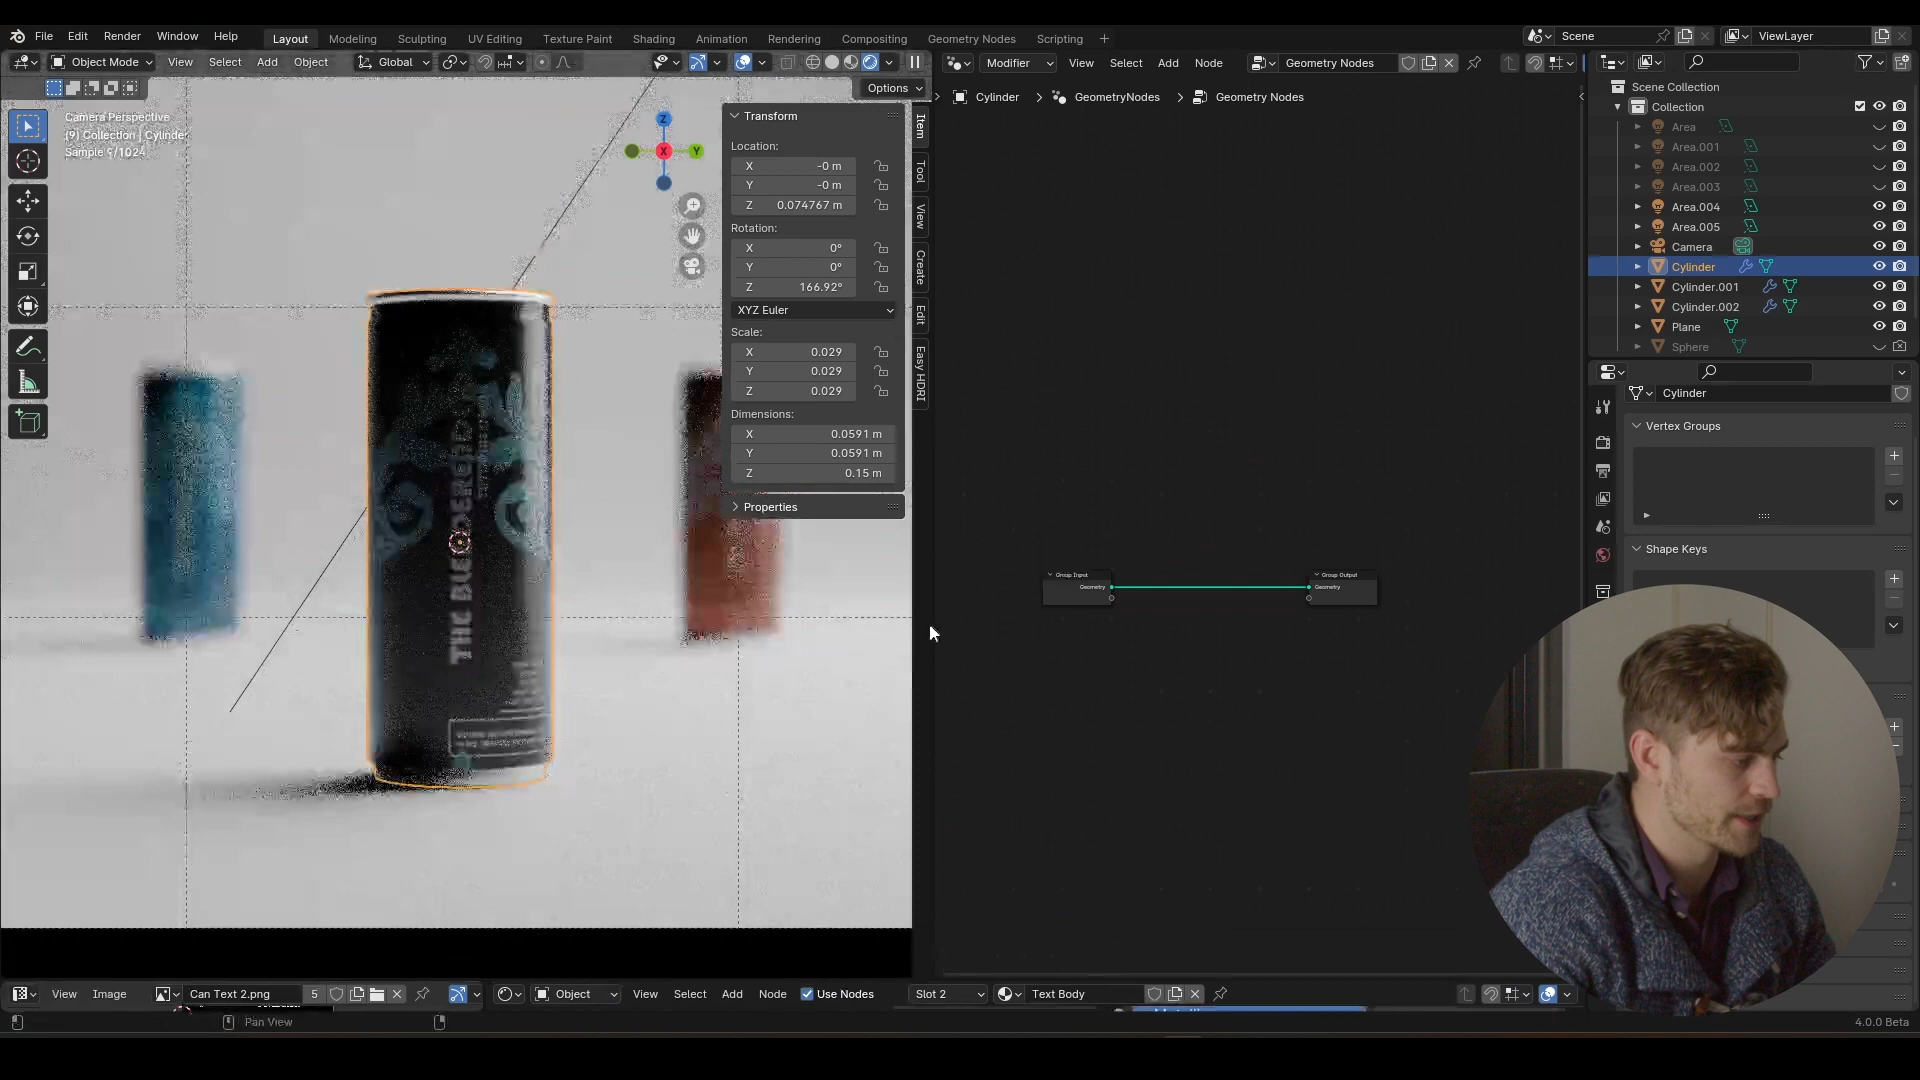 File Edit Render Window Help
Layout Modeling Sculpting UV Editing Texture Paint Shading Animation Rendering Compositing Geometry Nodes Scripting
Scene
ViewLayer
Object Mode View Select Add Object Global
Modifier View Select Add Node Geometry Nodes
Options
Camera Perspective
(9) Collection | Cylinder
Z
X
Y
Transform
Location:
X -0 m
Y -0 m
Z 0.074767 m
Rotation:
X 0°
Y 0°
Z 166.92°
XYZ Euler
Scale:
X 0.029
Y 0.029
Z 0.029
Dimensions:
X 0.0591 m
Y 0.0591 m
Z 0.15 m
Properties
Item
Tool
View
Create
Edit
Easy HDRI
Cylinder GeometryNodes Geometry Nodes
Group Input
Geometry
Group Output
Geometry
Scene Collection
Collection
Area
Area.001
Area.002
Area.003
Area.004
Area.005
Camera
Cylinder
Cylinder.001
Cylinder.002
Plane
Sphere
Cylinder
Vertex Groups
Shape Keys
View Image Can Text 2.png 5
Object View Select Add Node Use Nodes Slot 2 Text Body
Pan View
4.0.0 Beta